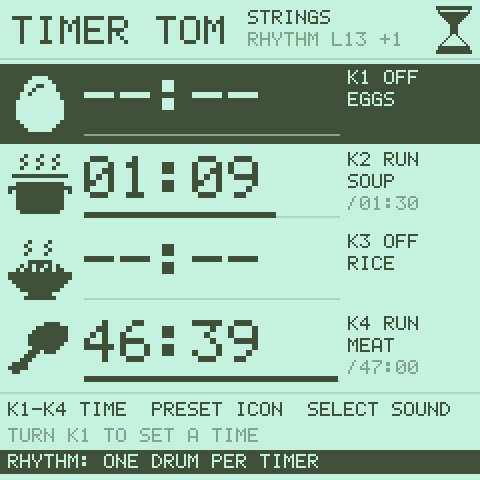 TIMER TOM
STRINGS
RHYTHM L13 +1
--:--
K1 OFF
EGGS
01:09
K2 RUN
SOUP
/01:30
--:--
K3 OFF
RICE
46:39
K4 RUN
MEAT
/47:00
K1-K4 TIME PRESET ICON SELECT SOUND
TURN K1 TO SET A TIME
RHYTHM: ONE DRUM PER TIMER